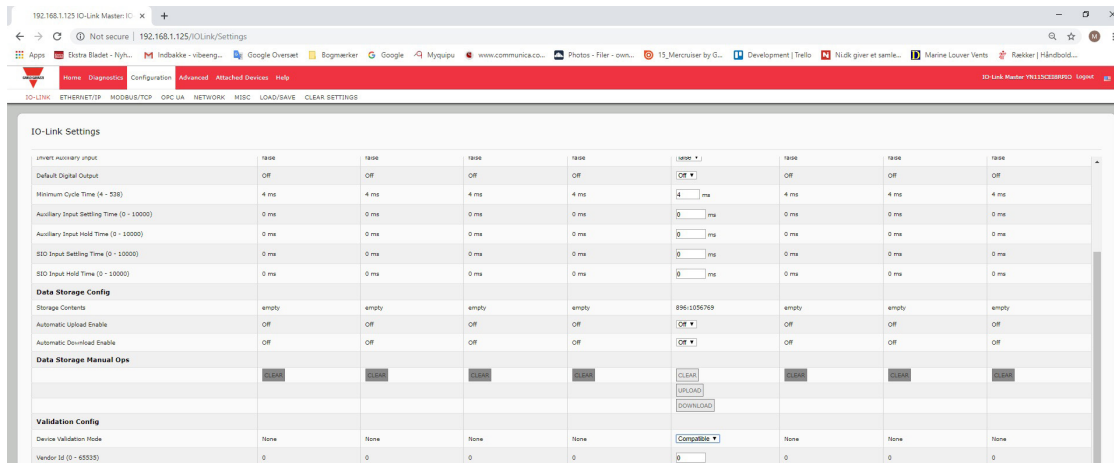 192.168.1.125 IO-Link Master: IO
Not secure | 192.168.1.125/IOLink/Settings
Apps Ekstra Bladet - Nyh... Indbakke - vibeeng... Google Oversæt Bogmærker Google Myquipu www.communica.co... Photos - Filer - own... 15_Mercruiser by G... Development | Trello Ni.dk giver et samle... Marine Louver Vents Rækker | Håndbold...
Home Diagnostics Configuration Advanced Attached Devices Help IO-Link Master Logout
IO-LINK ETHERNET/IP MODBUS/TCP OPC UA NETWORK MISC LOAD/SAVE CLEAR SETTINGS
IO-Link Settings
Invert Auxiliary Input false false false false false false false false
Default Digital Output Off Off Off Off Off Off Off Off
Minimum Cycle Time (4 - 538) 4 ms 4 ms 4 ms 4 ms 4 ms 4 ms 4 ms 4 ms
Auxiliary Input Settling Time (0 - 10000) 0 ms 0 ms 0 ms 0 ms 0 ms 0 ms 0 ms 0 ms
Auxiliary Input Hold Time (0 - 10000) 0 ms 0 ms 0 ms 0 ms 0 ms 0 ms 0 ms 0 ms
SIO Input Settling Time (0 - 10000) 0 ms 0 ms 0 ms 0 ms 0 ms 0 ms 0 ms 0 ms
SIO Input Hold Time (0 - 10000) 0 ms 0 ms 0 ms 0 ms 0 ms 0 ms 0 ms 0 ms
Data Storage Config
Storage Contents empty empty empty empty 896:1056769 empty empty empty
Automatic Upload Enable Off Off Off Off Off Off Off Off
Automatic Download Enable Off Off Off Off Off Off Off Off
Data Storage Manual Ops
CLEAR CLEAR CLEAR CLEAR CLEAR CLEAR CLEAR CLEAR
UPLOAD
DOWNLOAD
Validation Config
Device Validation Mode None None None None Compatible None None None
Vendor Id (0 - 65535) 0 0 0 0 0 0 0 0